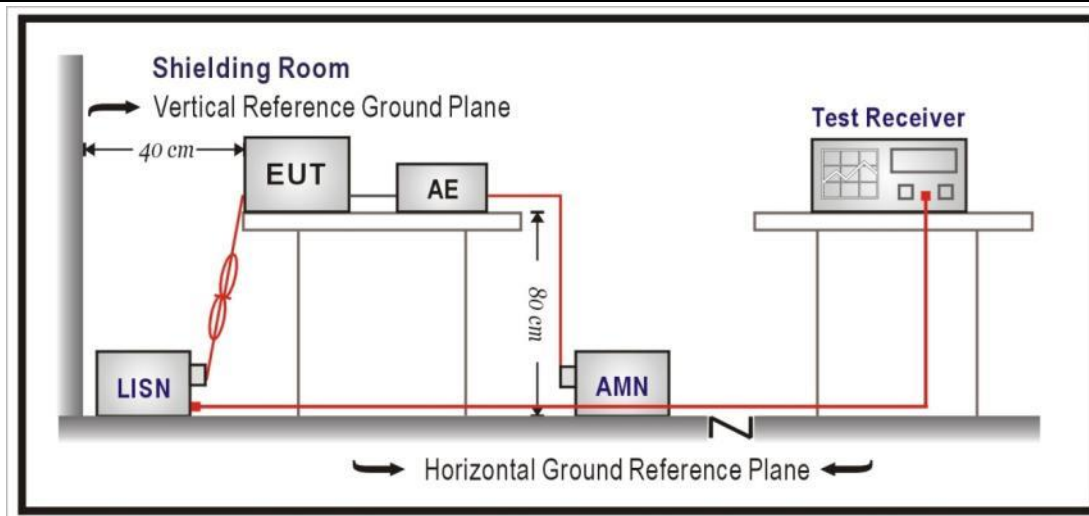 Shielding Room
Vertical Reference Ground Plane
Test Receiver
40 cm
EUT
AE
80 cm
LISN
AMN
Horizontal Ground Reference Plane